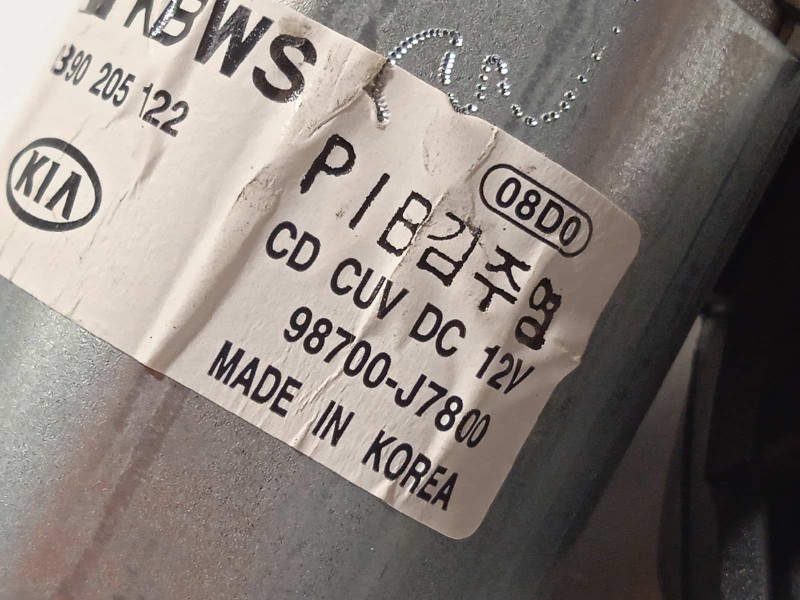 KBWS
390 205 122
KIA
08D0
PIB김주영
CD CUV DC 12V
98700-J7800
MADE IN KOREA